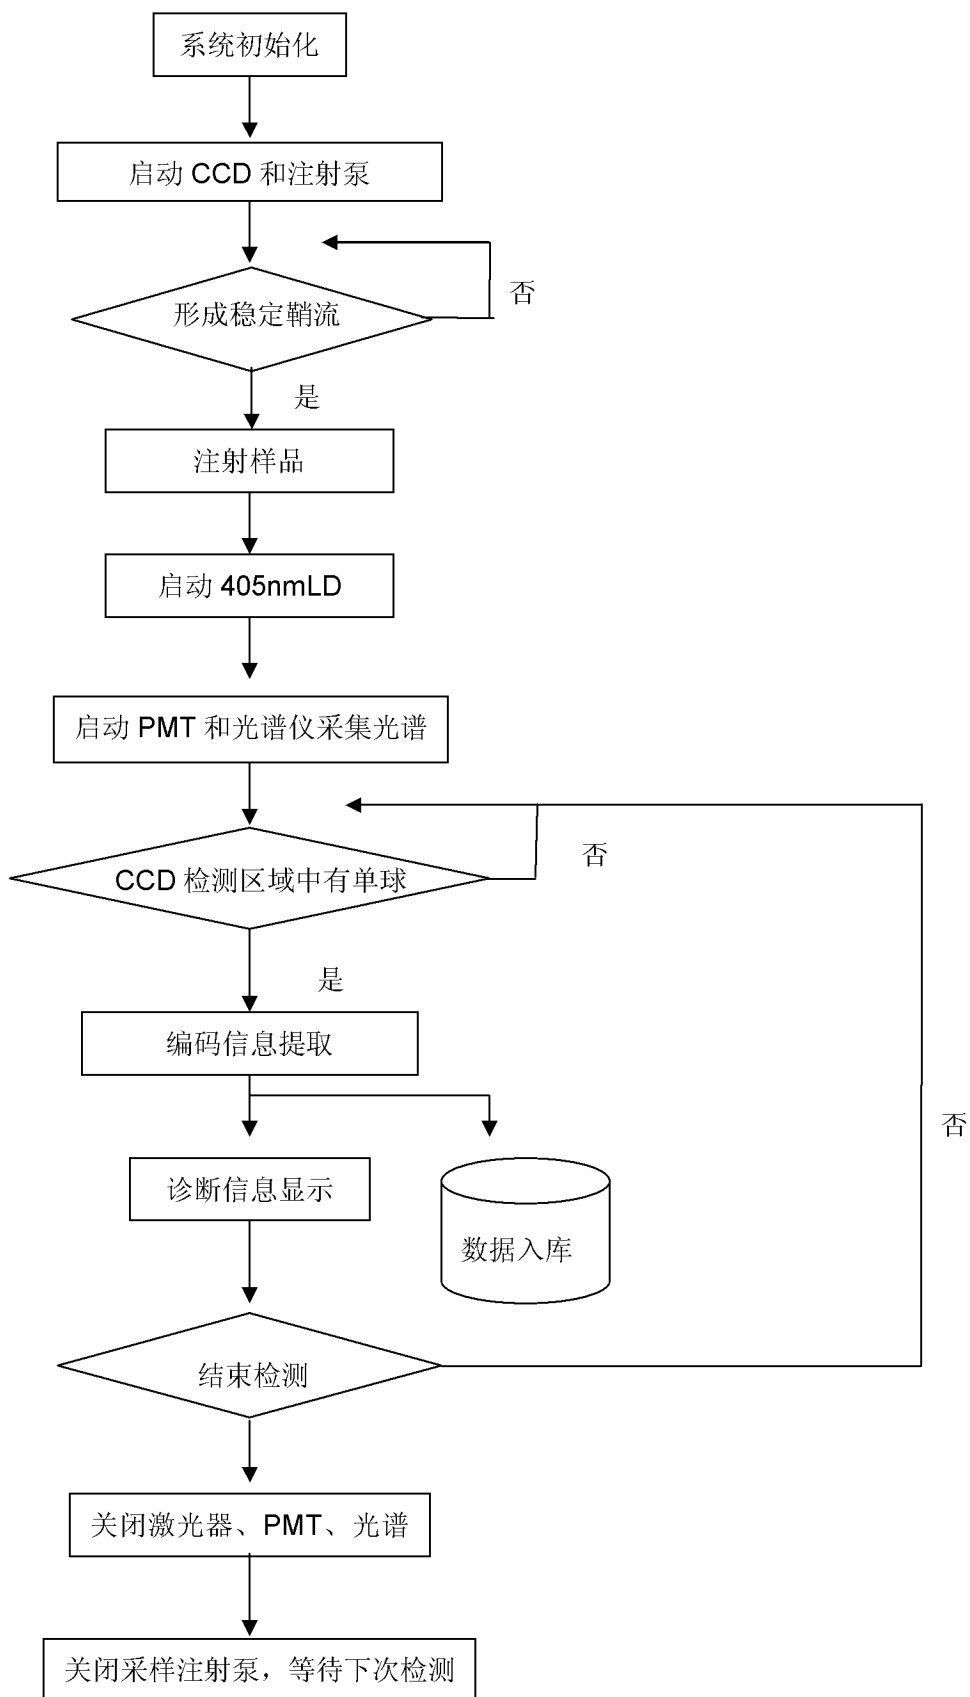 系统初始化
启动 CCD 和注射泵
否
形成稳定鞘流
是
注射样品
启动 405nmLD
启动 PMT 和光谱仪采集光谱
否
CCD 检测区域中有单球
是
编码信息提取
否
诊断信息显示
数据入库
结束检测
关闭激光器、PMT、光谱
关闭采样注射泵，等待下次检测